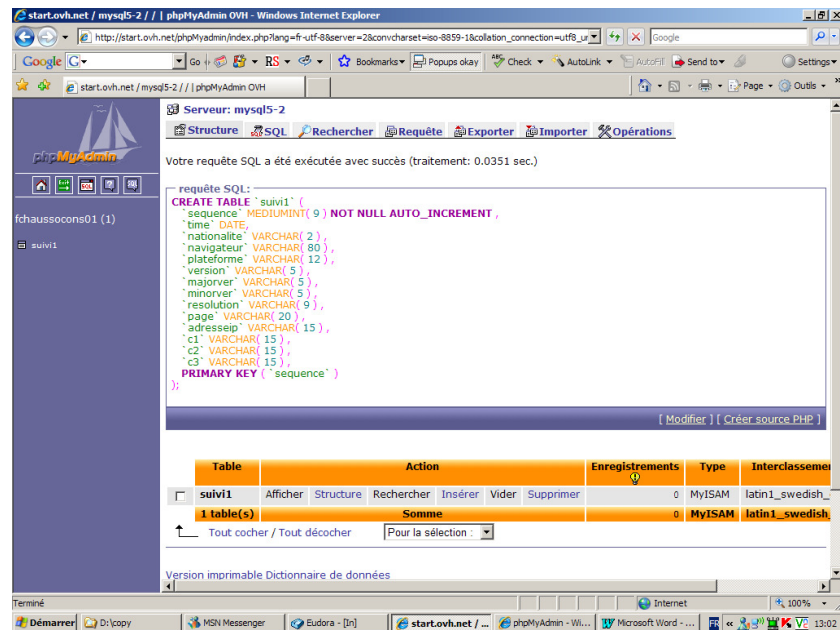 start.ovh.net / mysql5-2 / / | phpMyAdmin OVH - Windows Internet Explorer
http://start.ovh.net/phpMyadmin/index.php?lang=fr-utf-8&server=2&convcharset=iso-8859-1&collation_connection=utf8_ur
Google
Google G Go RS Bookmarks Popups okay Check AutoLink AutoFill Send to Settings
start.ovh.net / mysql5-2 / / | phpMyAdmin OVH Page Outils
phpMyAdmin
fchaussocons01 (1)
suivi1
Serveur: mysql5-2
Structure SQL Rechercher Requête Exporter Importer Opérations
Votre requête SQL a été exécutée avec succès (traitement: 0.0351 sec.)
requête SQL:
CREATE TABLE `suivi1` (
`sequence` MEDIUMINT( 9 ) NOT NULL AUTO_INCREMENT ,
`time` DATE,
`nationalite` VARCHAR( 2 ) ,
`navigateur` VARCHAR( 80 ) ,
`plateforme` VARCHAR( 12 ) ,
`version` VARCHAR( 5 ) ,
`majorver` VARCHAR( 5 ) ,
`minorver` VARCHAR( 5 ) ,
`resolution` VARCHAR( 9 ) ,
`page` VARCHAR( 20 ) ,
`adresseip` VARCHAR( 15 ) ,
`c1` VARCHAR( 15 ) ,
`c2` VARCHAR( 15 ) ,
`c3` VARCHAR( 15 ) ,
PRIMARY KEY ( `sequence` )
);
[ Modifier ] [ Créer source PHP ]
Table Action Enregistrements Type Interclassemen
suivi1 Afficher Structure Rechercher Insérer Vider Supprimer 0 MyISAM latin1_swedish_
1 table(s) Somme 0 MyISAM latin1_swedish_
Tout cocher / Tout décocher Pour la sélection :
Version imprimable Dictionnaire de données
Terminé Internet 100%
Démarrer D:\copy MSN Messenger Eudora - [In] start.ovh.net / ... phpMyAdmin - Wi... Microsoft Word - ... FR « 13:05